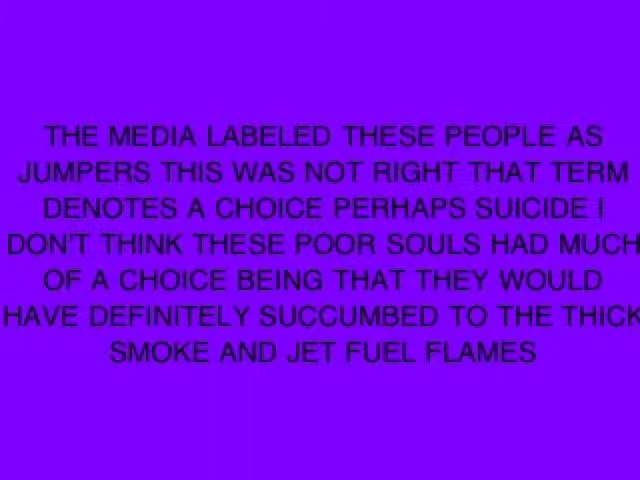 THE MEDIA LABELED THESE PEOPLE AS
JUMPERS THIS WAS NOT RIGHT THAT TERM
DENOTES A CHOICE PERHAPS SUICIDE I
DON'T THINK THESE POOR SOULS HAD MUCH
OF A CHOICE BEING THAT THEY WOULD
HAVE DEFINITELY SUCCUMBED TO THE THICK
SMOKE AND JET FUEL FLAMES